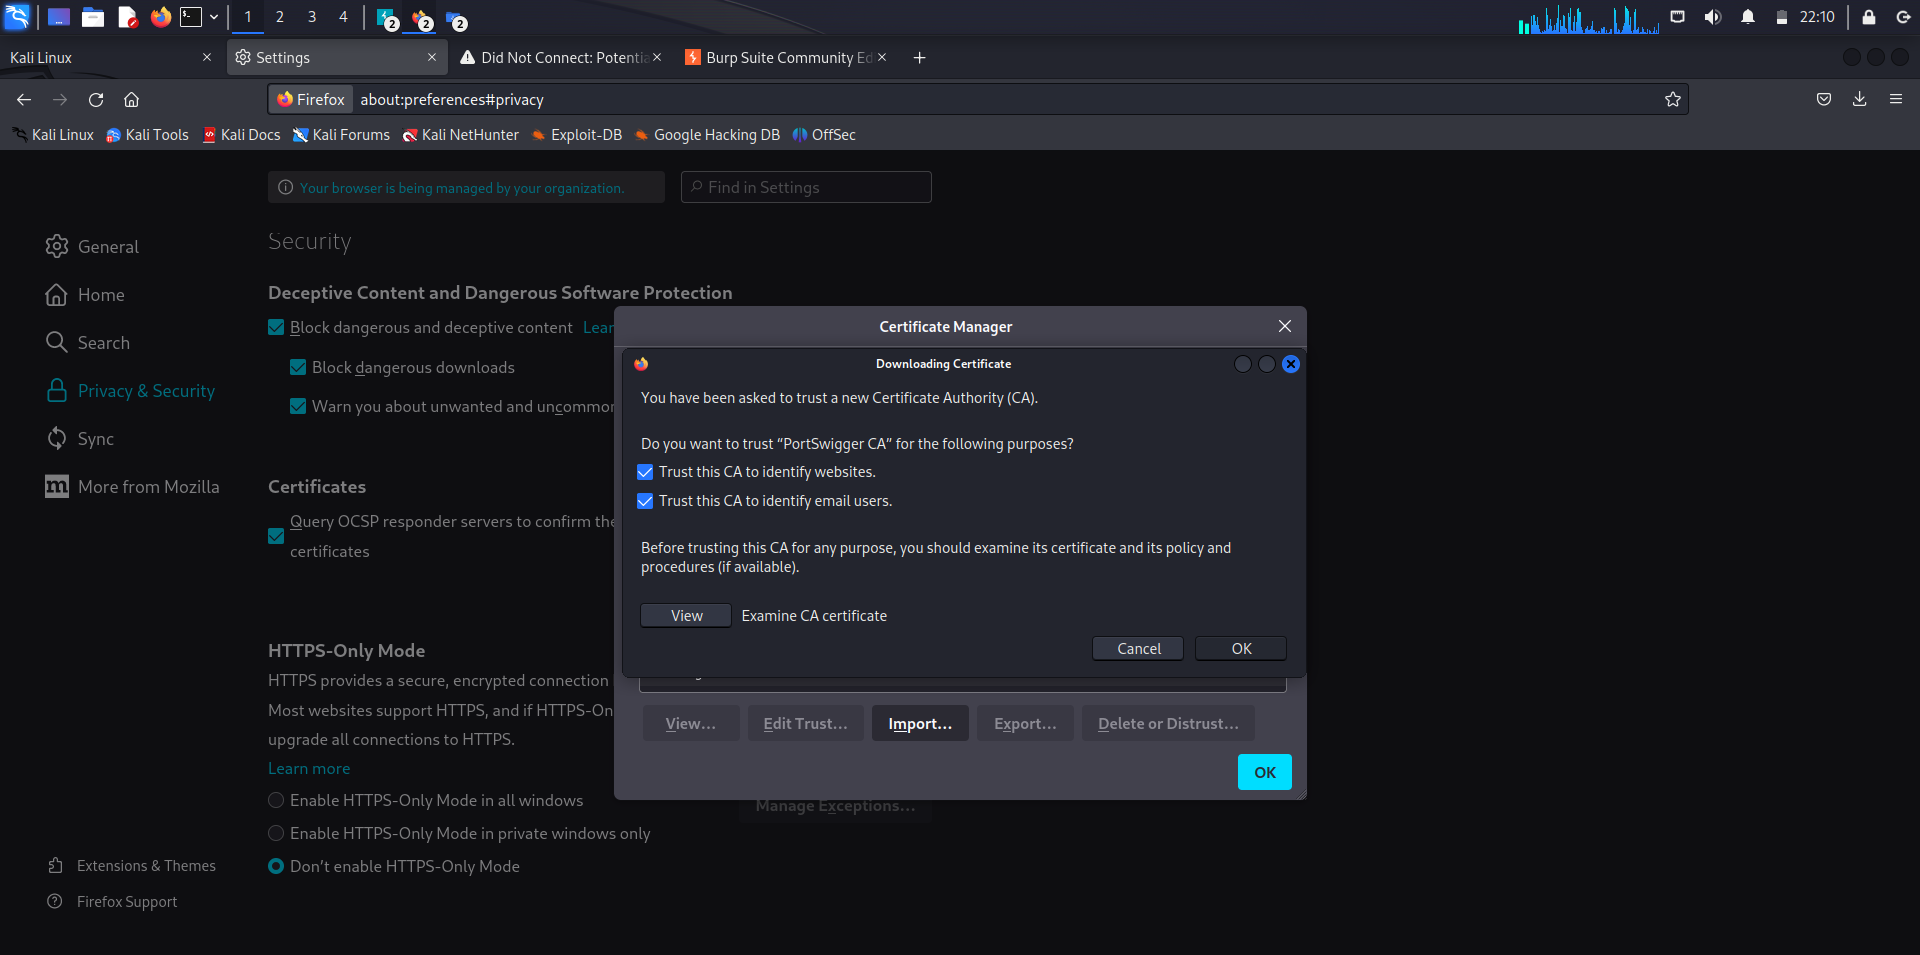 1 2 3 4 2 2 2 22:10
Kali Linux Settings Did Not Connect: Potentia Burp Suite Community Ed
Firefox about:preferences#privacy
Kali Linux Kali Tools Kali Docs Kali Forums Kali NetHunter Exploit-DB Google Hacking DB OffSec
Your browser is being managed by your organization. Find in Settings
General
Home
Search
Privacy & Security
Sync
More from Mozilla
Extensions & Themes
Firefox Support
Security
Deceptive Content and Dangerous Software Protection
Block dangerous and deceptive content Lear
Block dangerous downloads
Warn you about unwanted and uncommon
Certificates
Query OCSP responder servers to confirm the
certificates
HTTPS-Only Mode
HTTPS provides a secure, encrypted connection
Most websites support HTTPS, and if HTTPS-On
upgrade all connections to HTTPS.
Learn more
Enable HTTPS-Only Mode in all windows
Enable HTTPS-Only Mode in private windows only
Don't enable HTTPS-Only Mode
Manage Exceptions...
Certificate Manager
Downloading Certificate
You have been asked to trust a new Certificate Authority (CA).
Do you want to trust “PortSwigger CA” for the following purposes?
Trust this CA to identify websites.
Trust this CA to identify email users.
Before trusting this CA for any purpose, you should examine its certificate and its policy and
procedures (if available).
View Examine CA certificate
Cancel OK
View... Edit Trust... Import... Export... Delete or Distrust...
OK